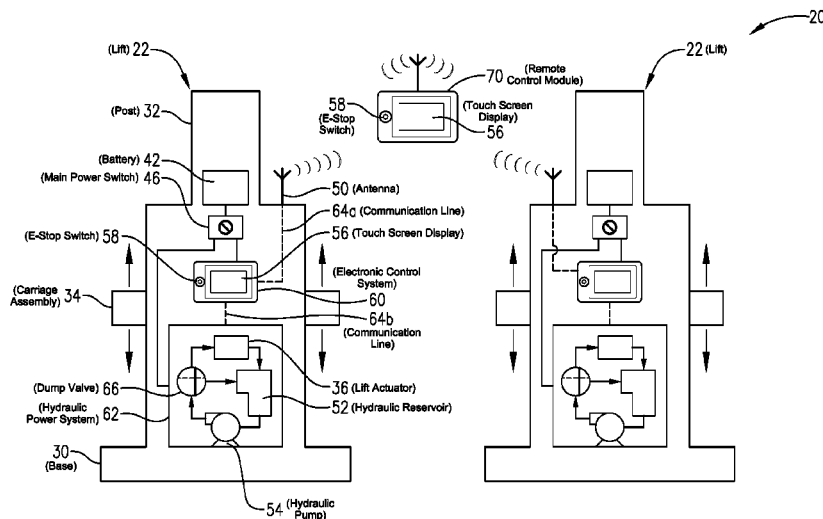 20
(Lift) 22
22 (Lift)
70 (Remote
Control Module)
58
(E-Stop
Switch)
(Touch Screen
Display)
56
(Post) 32
(Battery) 42
(Main Power Switch) 46
50 (Antenna)
64a (Communication Line)
(E-Stop Switch) 58
56 (Touch Screen Display)
(Carriage
Assembly) 34
(Electronic Control
System)
60
64b
(Communication
Line)
(Dump Valve)
66
36 (Lift Actuator)
(Hydraulic
Power System) 62
52 (Hydraulic Reservoir)
30
(Base)
54 (Hydraulic
Pump)